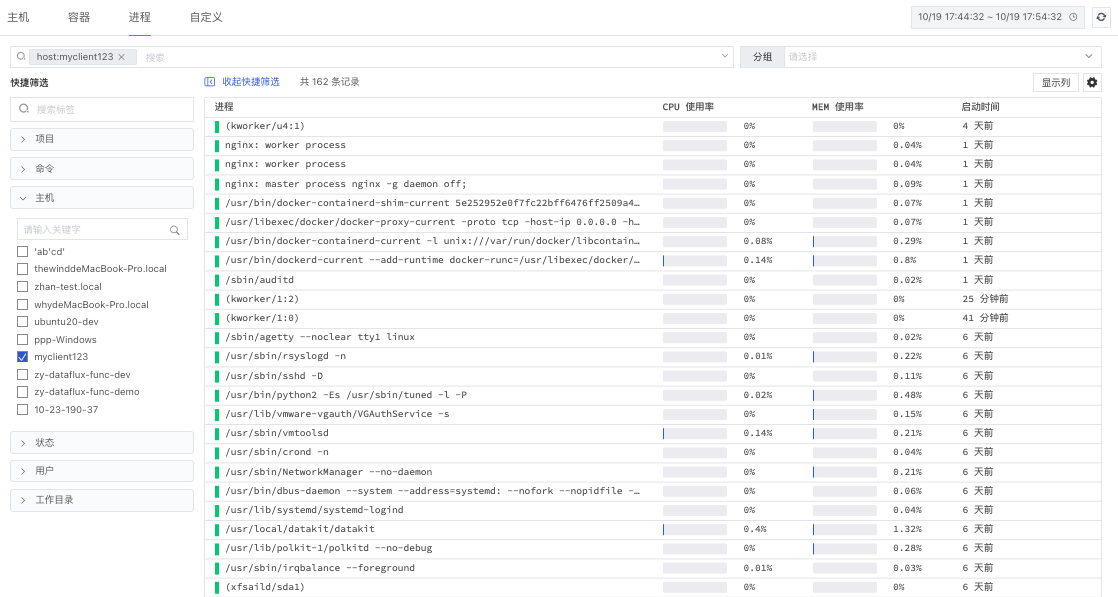 主机 容器 进程 自定义 10/19 17:44:32 ~ 10/19 17:54:32
host:myclient123 × 搜索 分组 请选择
快捷筛选 收起快捷筛选 共 162 条记录 显示列
搜索标签
项目
命令
主机
请输入关键字
'ab'cd'
thewinddeMacBook-Pro.local
zhan-test.local
whydeMacBook-Pro.local
ubuntu20-dev
ppp-Windows
myclient123
zy-dataflux-func-dev
zy-dataflux-func-demo
10-23-190-37
状态
用户
工作目录
进程 CPU 使用率 MEM 使用率 启动时间
(kworker/u4:1) 0% 0% 4 天前
nginx: worker process 0% 0.04% 1 天前
nginx: worker process 0% 0.04% 1 天前
nginx: master process nginx -g daemon off; 0% 0.09% 1 天前
/usr/bin/docker-containerd-shim-current 5e252952e0f7fc22bff6476ff2509a4… 0% 0.07% 1 天前
/usr/libexec/docker/docker-proxy-current -proto tcp -host-ip 0.0.0.0 -h… 0% 0.07% 1 天前
/usr/bin/docker-containerd-current -l unix:///var/run/docker/libcontain… 0.08% 0.29% 1 天前
/usr/bin/dockerd-current --add-runtime docker-runc=/usr/libexec/docker/… 0.14% 0.8% 1 天前
/sbin/auditd 0% 0.02% 1 天前
(kworker/1:2) 0% 0% 25 分钟前
(kworker/1:0) 0% 0% 41 分钟前
/sbin/agetty --noclear tty1 linux 0% 0.02% 6 天前
/usr/sbin/rsyslogd -n 0.01% 0.22% 6 天前
/usr/sbin/sshd -D 0% 0.11% 6 天前
/usr/bin/python2 -Es /usr/sbin/tuned -l -P 0.02% 0.48% 6 天前
/usr/lib/vmware-vgauth/VGAuthService -s 0% 0.15% 6 天前
/usr/sbin/vmtoolsd 0.14% 0.21% 6 天前
/usr/sbin/crond -n 0% 0.04% 6 天前
/usr/sbin/NetworkManager --no-daemon 0% 0.21% 6 天前
/usr/bin/dbus-daemon --system --address=systemd: --nofork --nopidfile -… 0% 0.06% 6 天前
/usr/lib/systemd/systemd-logind 0% 0.04% 6 天前
/usr/local/datakit/datakit 0.4% 1.32% 6 天前
/usr/lib/polkit-1/polkitd --no-debug 0% 0.28% 6 天前
/usr/sbin/irqbalance --foreground 0.01% 0.03% 6 天前
(xfsaild/sda1) 0% 0% 6 天前